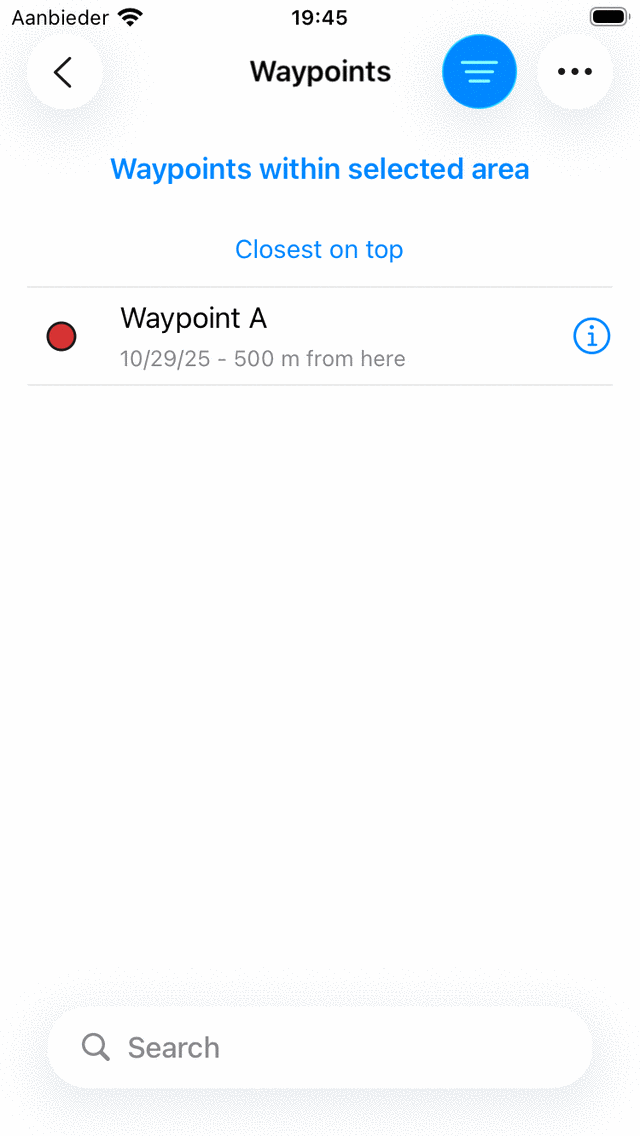 Aanbieder 19:45
Waypoints
Waypoints within selected area
Closest on top
Waypoint A
10/29/25 - 500 m from here
Search